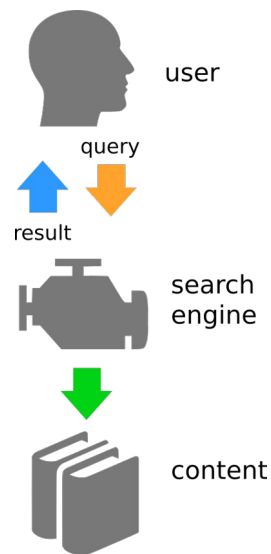 user
query
result
search
engine
content